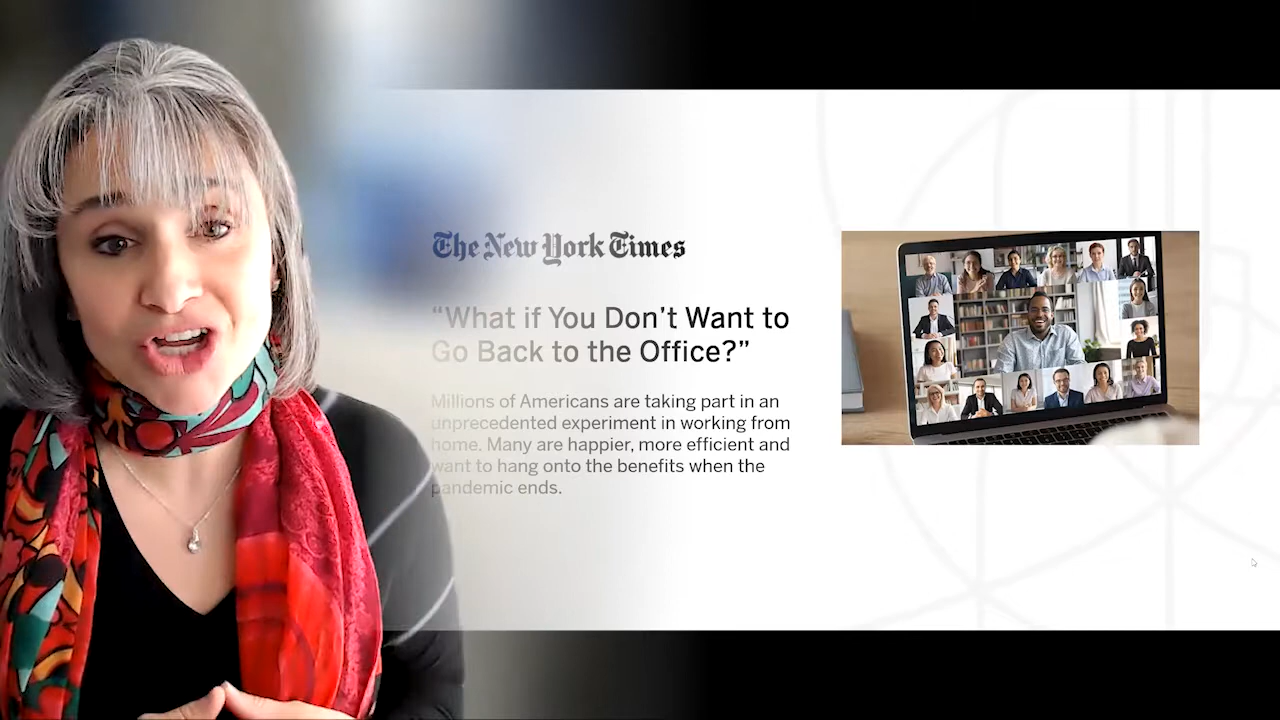 The New York Times
“What if You Don’t Want to
Go Back to the Office?”
Millions of Americans are taking part in an
unprecedented experiment in working from
home. Many are happier, more efficient and
want to hang onto the benefits when the
pandemic ends.